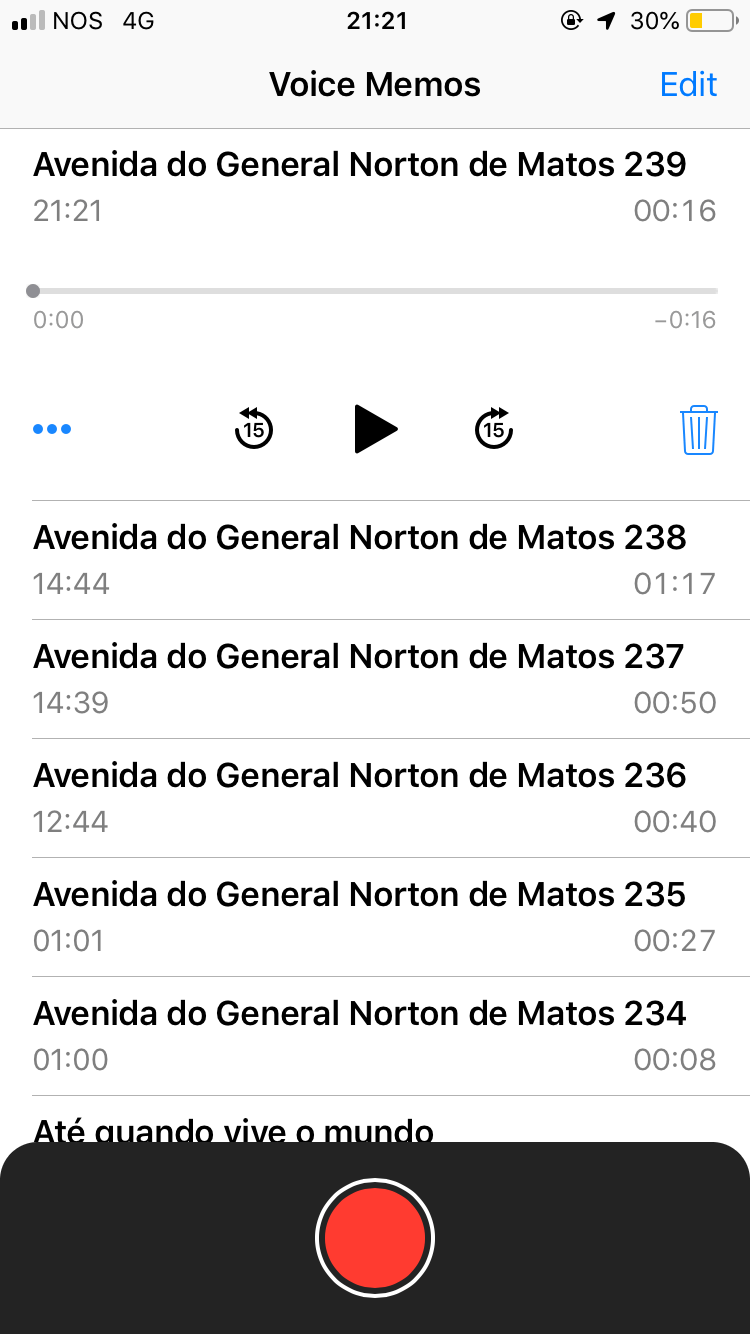 NOS 4G 21:21 30%
Voice Memos Edit
Avenida do General Norton de Matos 239
21:21 00:16
0:00 −0:16
15 15
Avenida do General Norton de Matos 238
14:44 01:17
Avenida do General Norton de Matos 237
14:39 00:50
Avenida do General Norton de Matos 236
12:44 00:40
Avenida do General Norton de Matos 235
01:01 00:27
Avenida do General Norton de Matos 234
01:00 00:08
Até quando vive o mundo